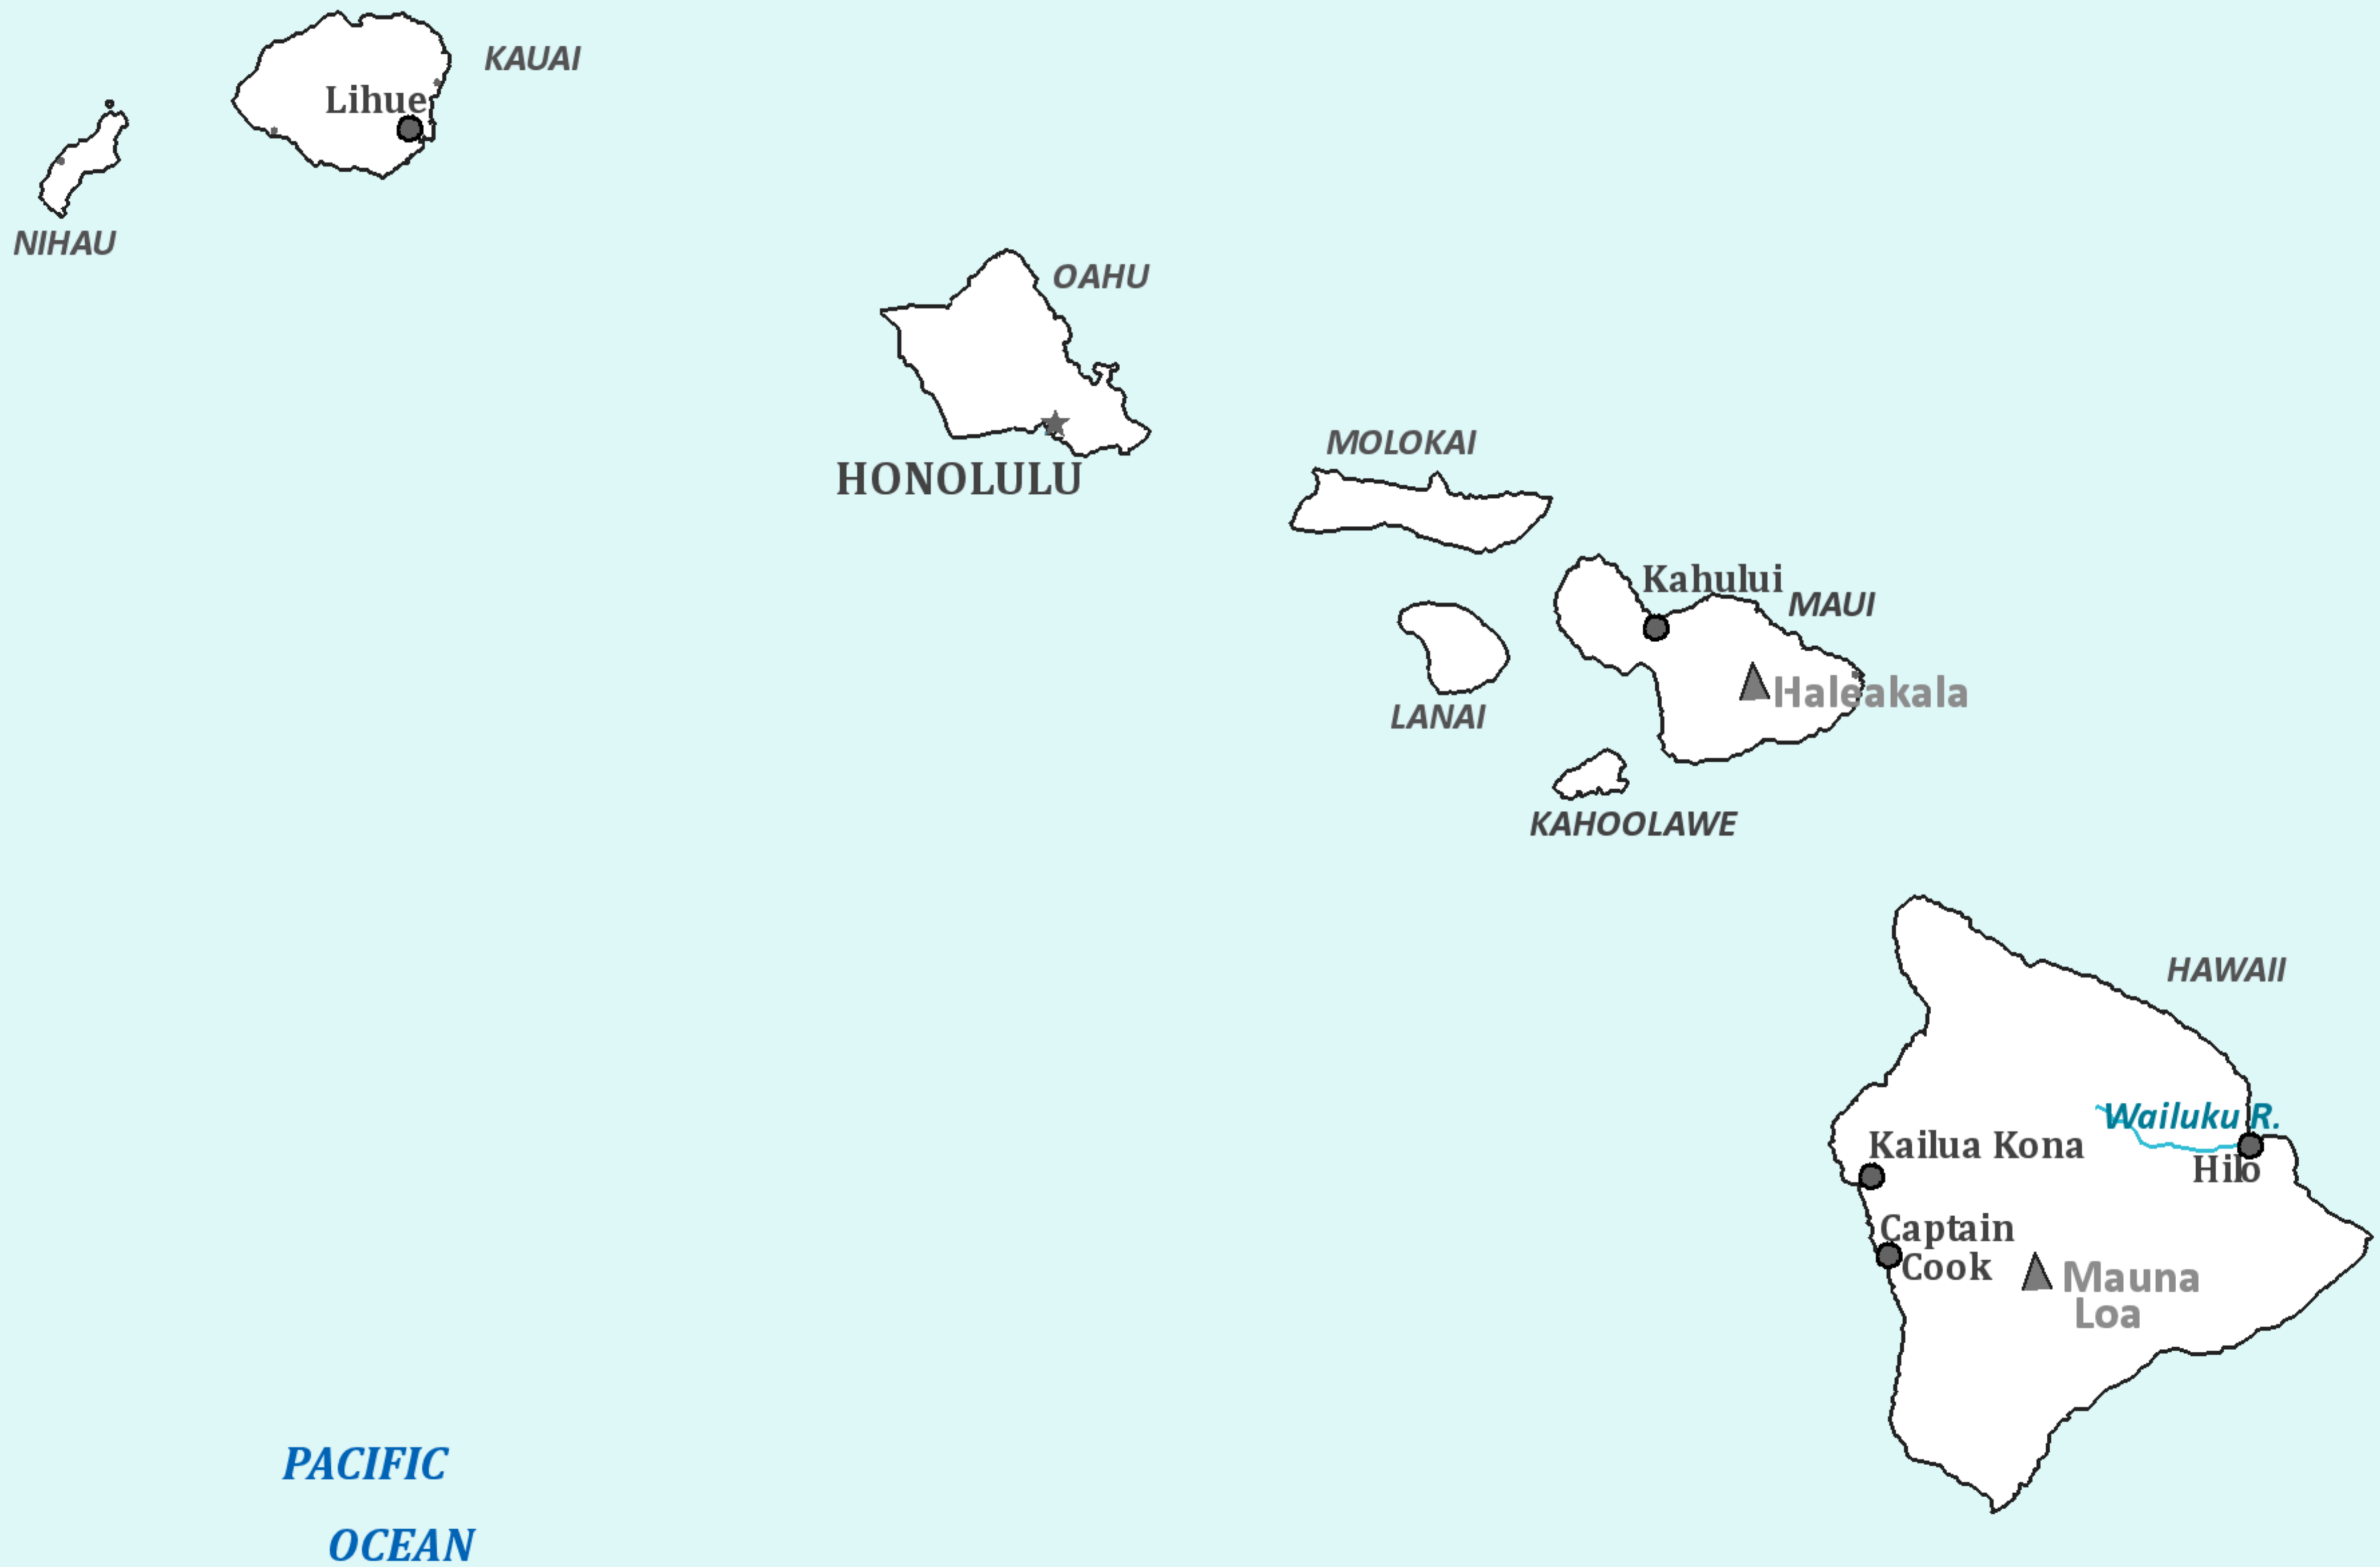 KAUAI
Lihue
NIHAU
OAHU
HONOLULU
MOLOKAI
Kahului
MAUI
Haleakala
LANAI
KAHOOLAWE
HAWAII
Wailuku R.
Kailua Kona
Hilo
Captain
Cook
Mauna
Loa
PACIFIC
OCEAN